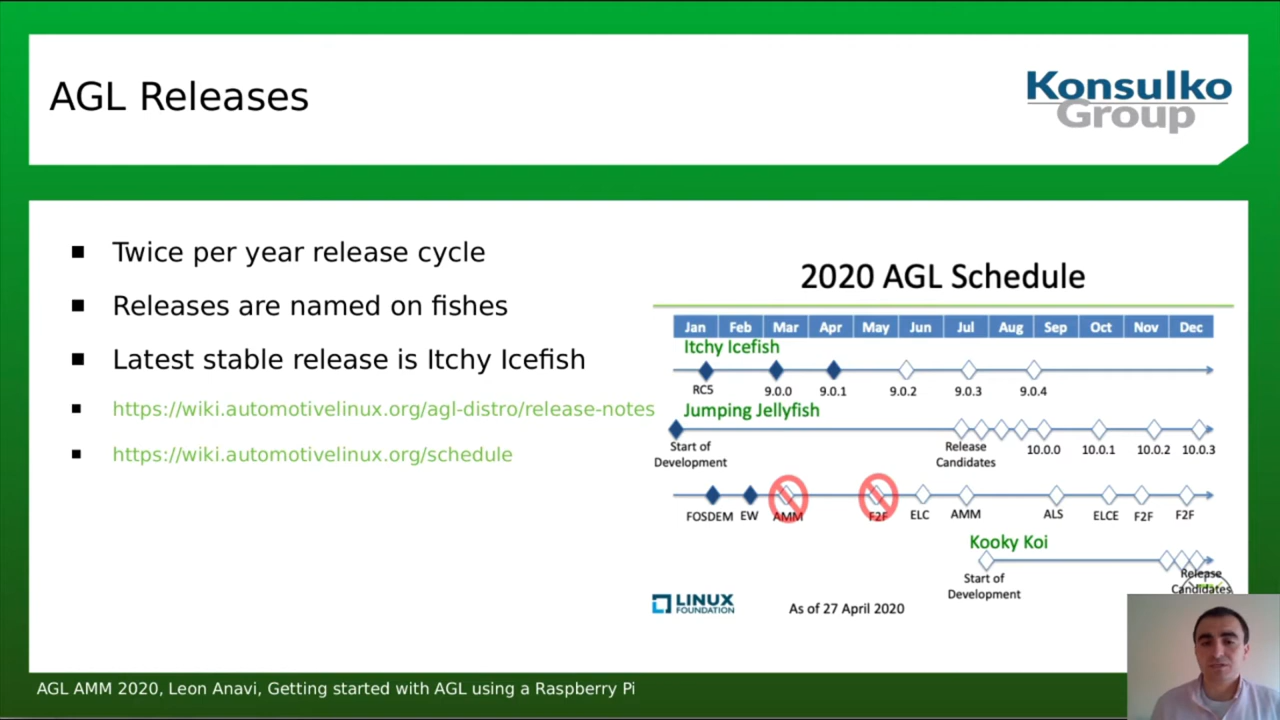 AGL Releases
Konsulko
Group
Twice per year release cycle
Releases are named on fishes
Latest stable release is Itchy Icefish
https://wiki.automotivelinux.org/agl-distro/release-notes
https://wiki.automotivelinux.org/schedule
2020 AGL Schedule
Jan Feb Mar Apr May Jun Jul Aug Sep Oct Nov Dec
Itchy Icefish
RC5 9.0.0 9.0.1 9.0.2 9.0.3 9.0.4
Jumping Jellyfish
Start of
Development
Release
Candidates
10.0.0 10.0.1 10.0.2 10.0.3
FOSDEM EW AMM F2F ELC AMM ALS ELCE F2F F2F
Kooky Koi
Start of
Development
Release
Candidates
LINUX
FOUNDATION
As of 27 April 2020
AGL AMM 2020, Leon Anavi, Getting started with AGL using a Raspberry Pi